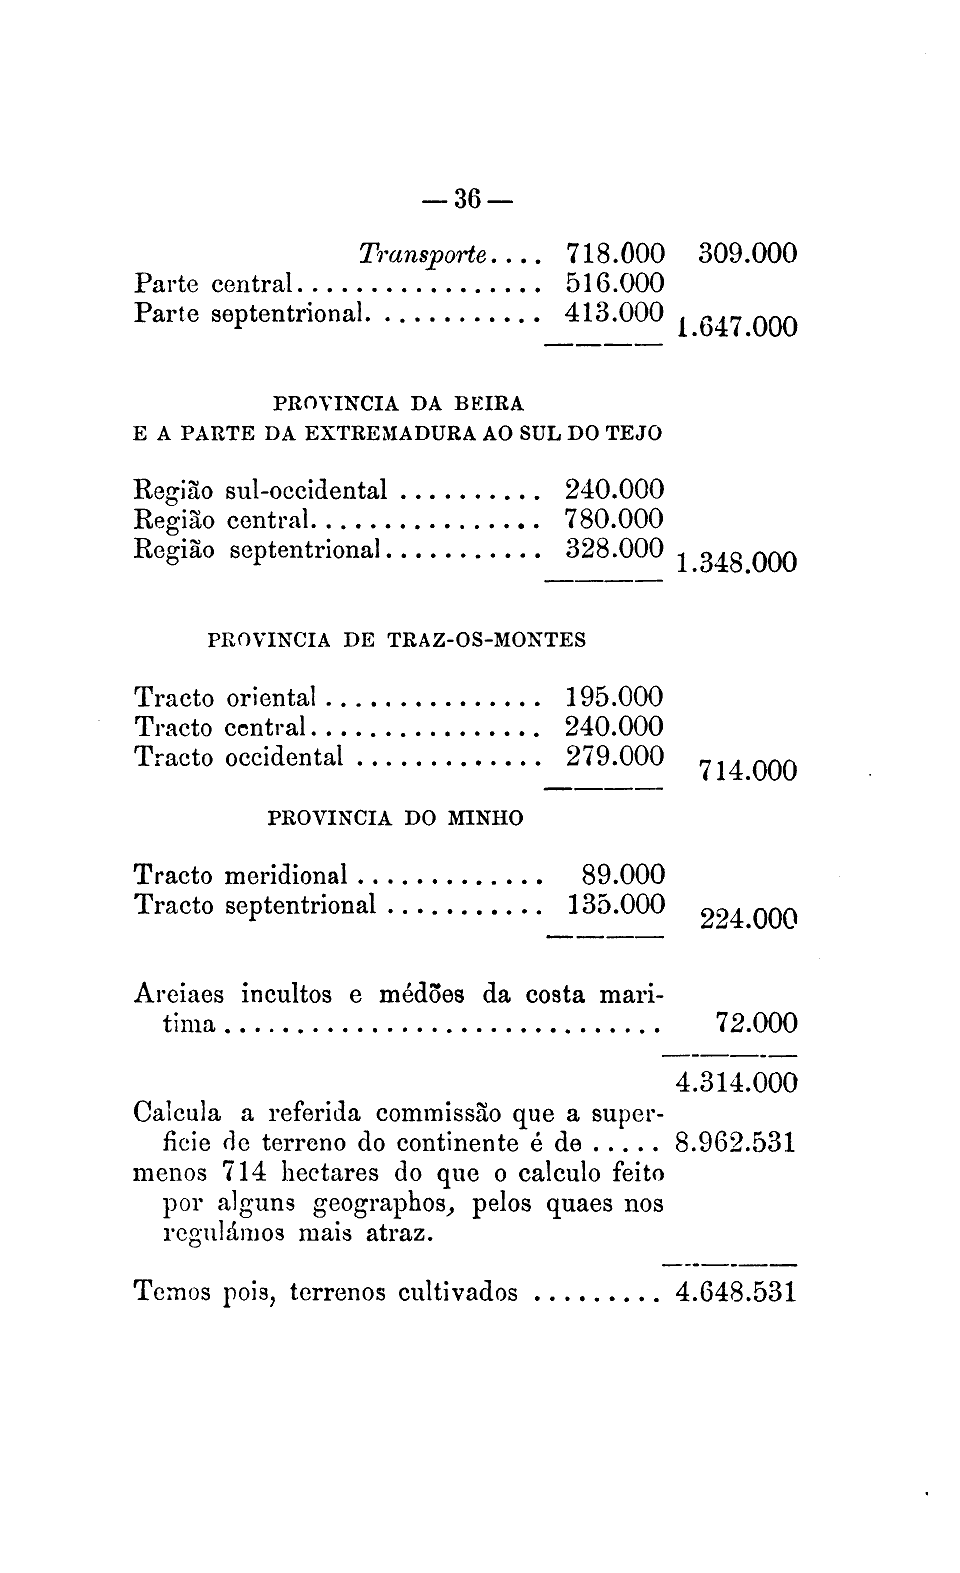 — 36 —
Transporte.... 718.000 309.000
Parte central................. 516.000
Parte septentrional............ 413.000 1.647.000
PROVINCIA DA BEIRA
E A PARTE DA EXTREMADURA AO SUL DO TEJO
Região sul-occidental .......... 240.000
Região central................ 780.000
Região septentrional........... 328.000 1.348.000
PROVINCIA DE TRAZ-OS-MONTES
Tracto oriental ............... 195.000
Tracto central................ 240.000
Tracto occidental ............. 279.000 714.000
PROVINCIA DO MINHO
Tracto meridional ............. 89.000
Tracto septentrional ........... 135.000 224.000
Areiaes incultos e médões da costa mari-
tima .............................. 72.000
4.314.000
Calcula a referida commissão que a super-
ficie de terreno do continente é de ..... 8.962.531
menos 714 hectares do que o calculo feito
por alguns geographos, pelos quaes nos
regulámos mais atraz.
Temos pois, terrenos cultivados ......... 4.648.531